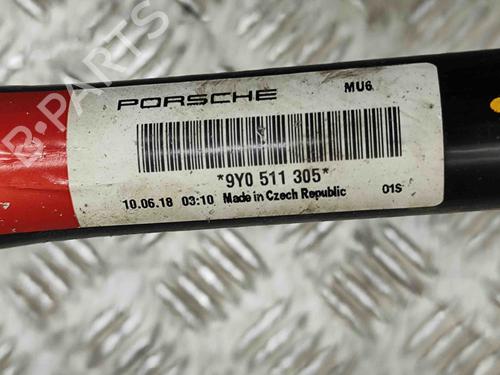 B-PARTS
PORSCHE MU6
*9Y0 511 305*
10.06.18 03:10 Made in Czech Republic 01S